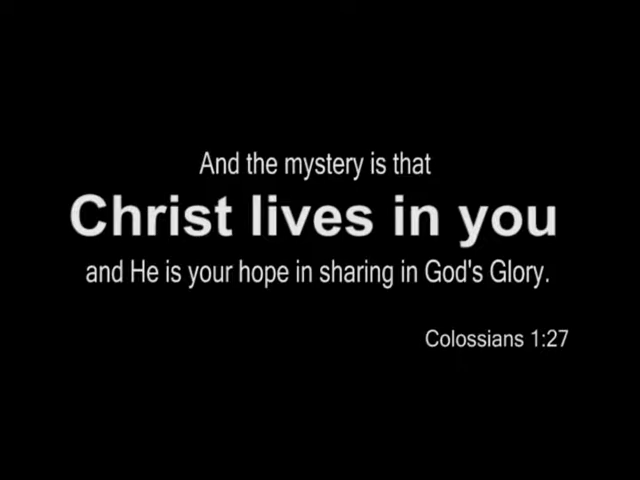 And the mystery is that
Christ lives in you
and He is your hope in sharing in God's Glory.
Colossians 1:27